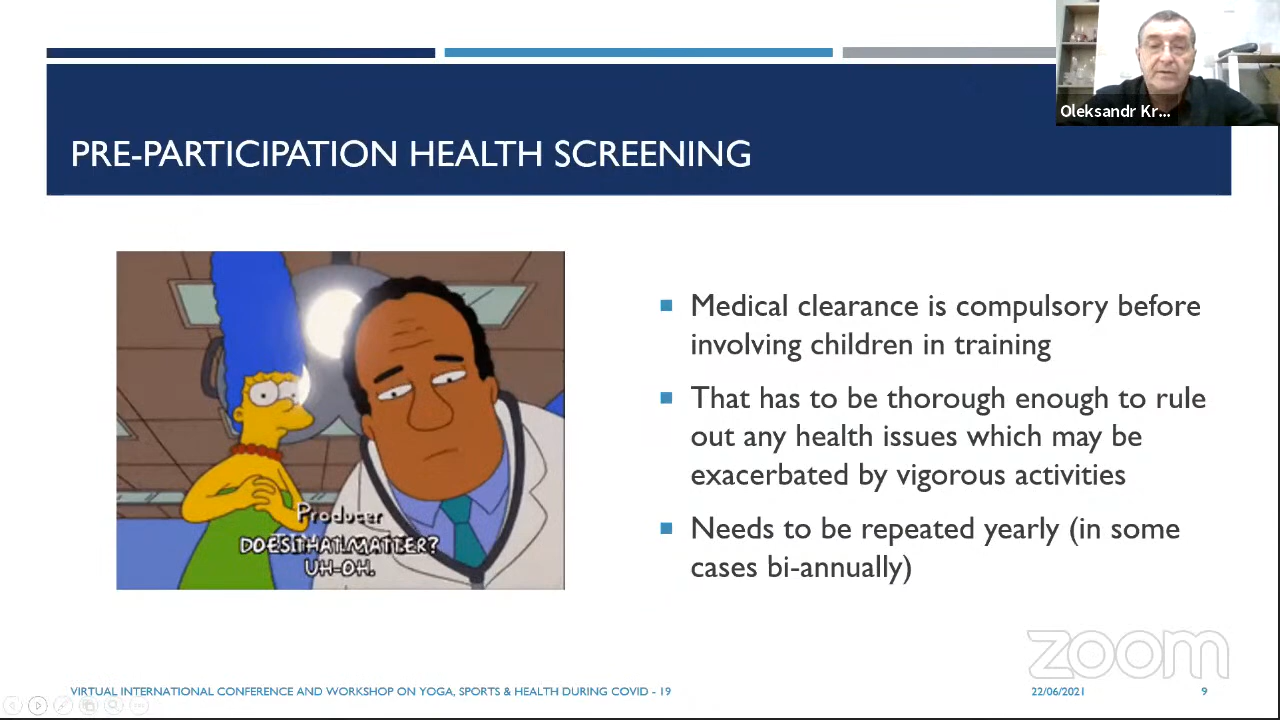 Oleksandr Kr...
PRE-PARTICIPATION HEALTH SCREENING
Producer
DOES THAT MATTER?
UH-OH.
Medical clearance is compulsory before
involving children in training
That has to be thorough enough to rule
out any health issues which may be
exacerbated by vigorous activities
Needs to be repeated yearly (in some
cases bi-annually)
zoom
VIRTUAL INTERNATIONAL CONFERENCE AND WORKSHOP ON YOGA, SPORTS & HEALTH DURING COVID - 19
22/06/2021
9